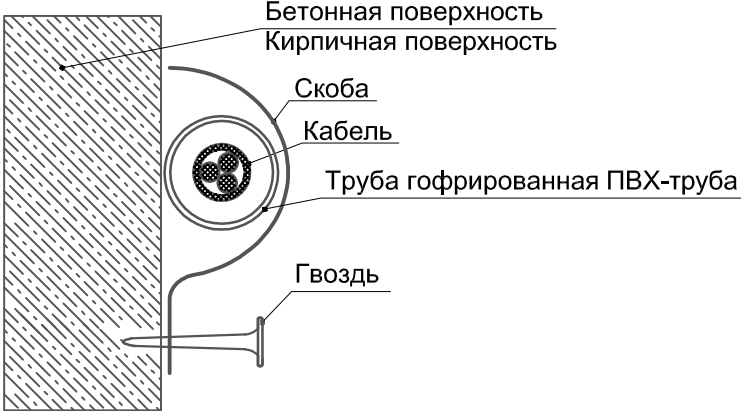 Бетонная поверхность
Кирпичная поверхность
Скоба
Кабель
Труба гофрированная ПВХ-труба
Гвоздь